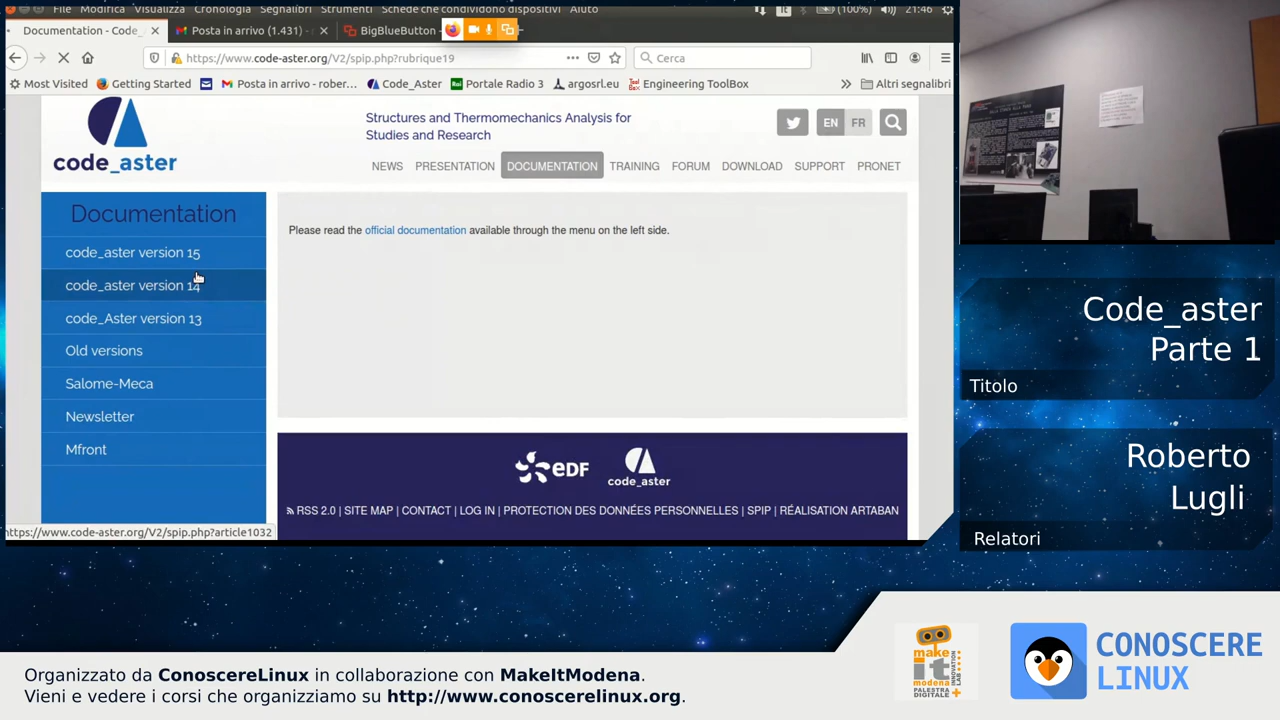 File Modifica Visualizza Cronologia Segnalibri Strumenti Schede che condividono dispositivi Aiuto
it (100%) 21:46
Documentation - Code_ Posta in arrivo (1.431) - BigBlueButton -
https://www.code-aster.org/V2/spip.php?rubrique19 Cerca
Most Visited Getting Started Posta in arrivo - rober... Code_Aster Rai Portale Radio 3 argosrl.eu Engineering ToolBox Altri segnalibri
code_aster
Structures and Thermomechanics Analysis for
Studies and Research
EN FR
NEWS PRESENTATION DOCUMENTATION TRAINING FORUM DOWNLOAD SUPPORT PRONET
Documentation
code_aster version 15
code_aster version 14
code_Aster version 13
Old versions
Salome-Meca
Newsletter
Mfront
Please read the official documentation available through the menu on the left side.
eDF
code_aster
RSS 2.0 | SITE MAP | CONTACT | LOG IN | PROTECTION DES DONNÉES PERSONNELLES | SPIP | RÉALISATION ARTABAN
https://www.code-aster.org/V2/spip.php?article1032
Code_aster
Parte 1
Titolo
Roberto
Lugli
Relatori
Organizzato da ConoscereLinux in collaborazione con MakeItModena.
Vieni e vedere i corsi che organizziamo su http://www.conoscerelinux.org.
make
it
modena
PALESTRA
DIGITALE
INNOVATION
LAB
CONOSCERE
LINUX